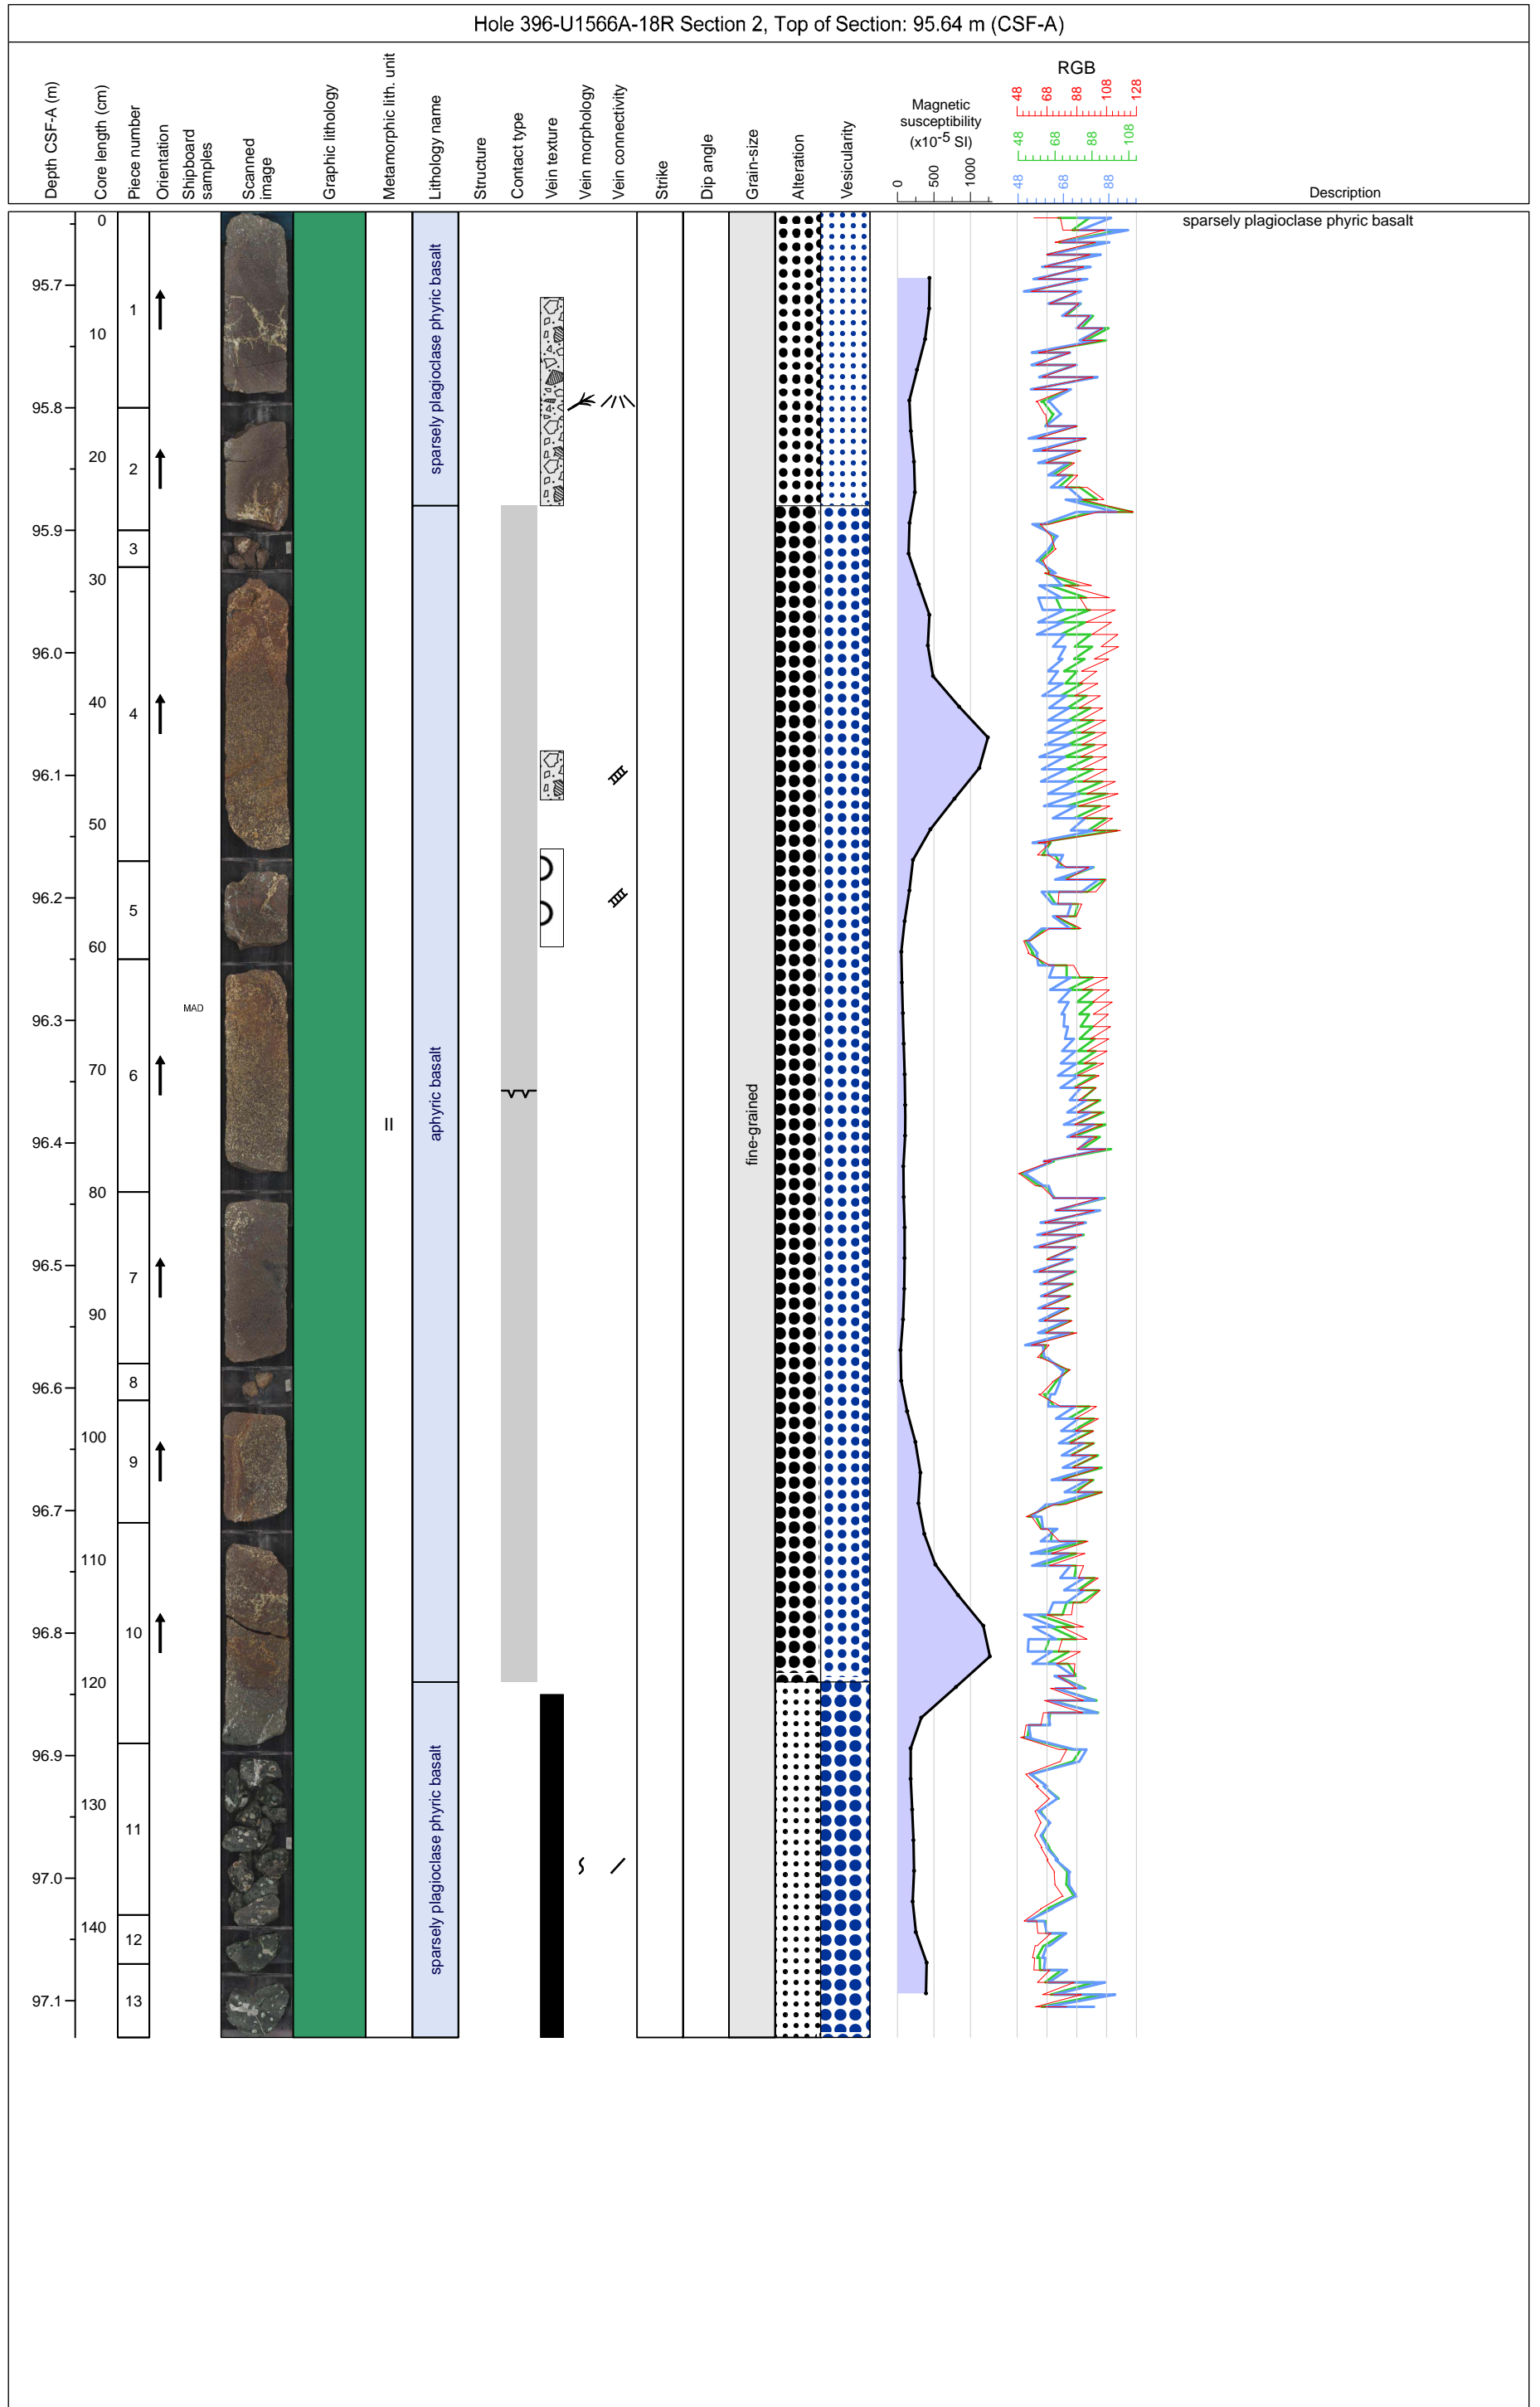 Hole 396-U1566A-18R Section 2, Top of Section: 95.64 m (CSF-A)
Depth CSF-A (m)
Core length (cm)
Piece number
Orientation
Shipboard
samples
Scanned
image
Graphic lithology
Metamorphic lith. unit
Lithology name
Structure
Contact type
Vein texture
Vein morphology
Vein connectivity
Strike
Dip angle
Grain-size
Alteration
Vesicularity
Magnetic
susceptibility
(x10-5 SI)
0 500 1000
RGB
48 68 88 108 128
48 68 88 108
48 68 88
Description
0
sparsely plagioclase phyric basalt
sparsely plagioclase phyric basalt
95.7
1
10
95.8
20
2
95.9
3
30
96.0
40
4
96.1
50
96.2
5
60
MAD
96.3
70
6
aphyric basalt
II
fine-grained
96.4
80
96.5
7
90
96.6
8
100
9
96.7
110
96.8
10
120
sparsely plagioclase phyric basalt
96.9
130
11
97.0
140
12
97.1
13